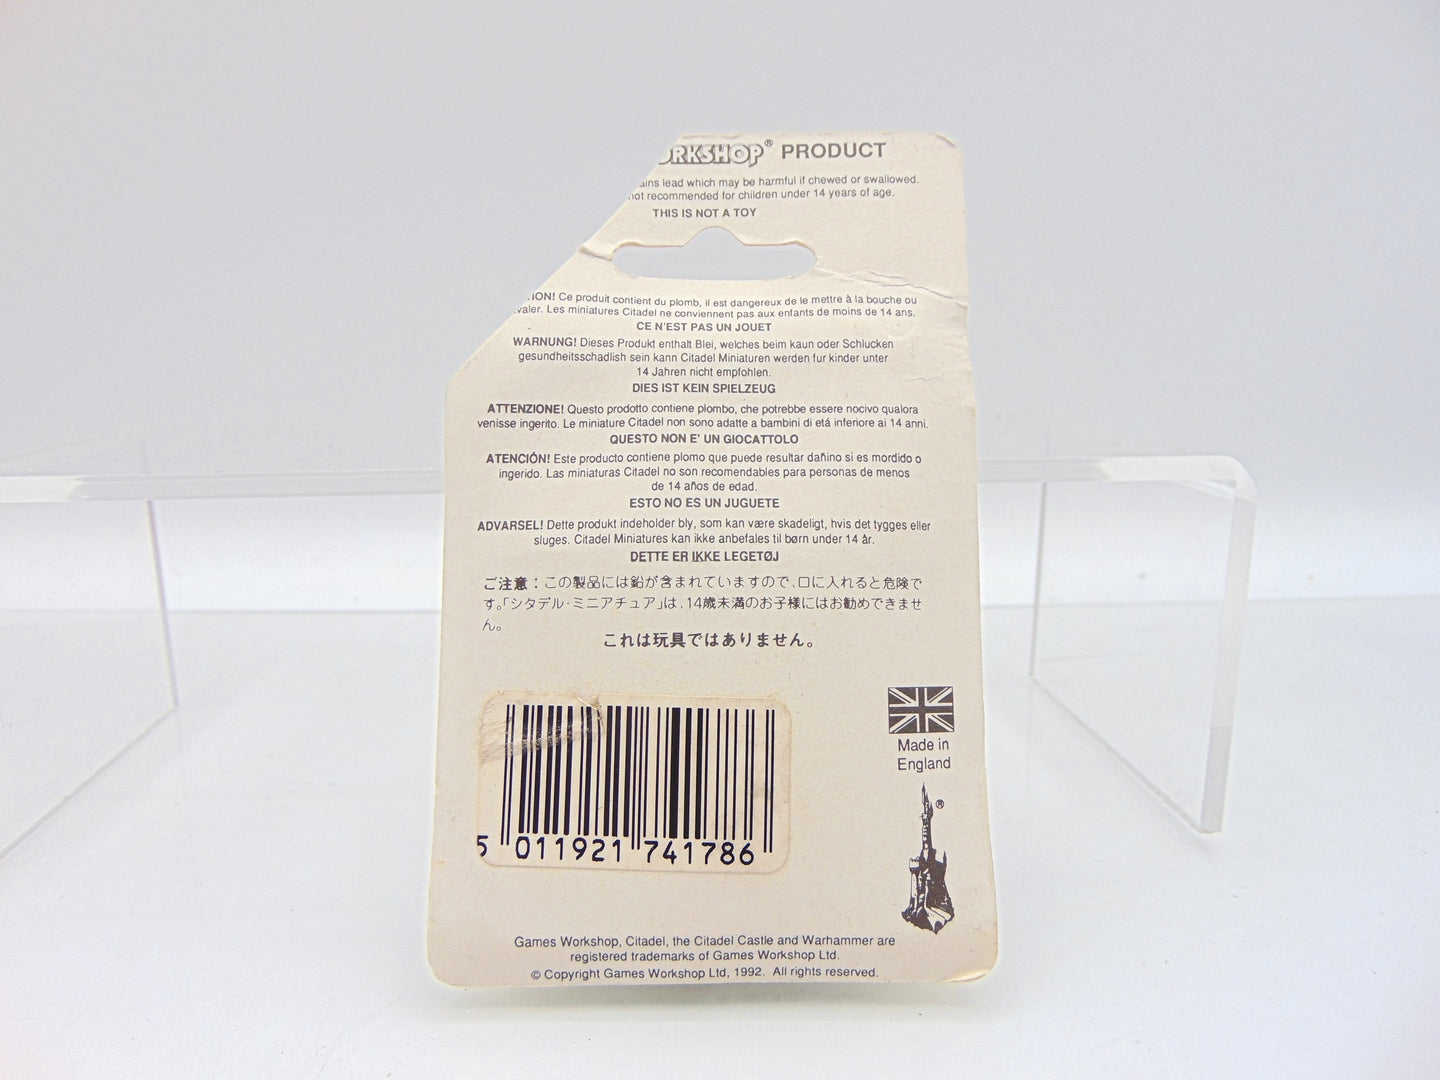 WORKSHOP® PRODUCT
ains lead which may be harmful if chewed or swallowed.
not recommended for children under 14 years of age.
THIS IS NOT A TOY
ION! Ce produit contient du plomb, il est dangereux de le mettre à la bouche ou
valer. Les miniatures Citadel ne conviennent pas aux enfants de moins de 14 ans.
CE N'EST PAS UN JOUET
WARNUNG! Dieses Produkt enthalt Blei, welches beim kaun oder Schlucken
gesundheitsschadlich sein kann Citadel Miniaturen werden fur kinder unter
14 Jahren nicht empfohlen.
DIES IST KEIN SPIELZEUG
ATTENZIONE! Questo prodotto contiene plombo, che potrebbe essere nocivo qualora
venisse ingerito. Le miniature Citadel non sono adatte a bambini di etá inferiore ai 14 anni.
QUESTO NON E' UN GIOCATTOLO
ATENCIÓN! Este producto contiene plomo que puede resultar dañino si es mordido o
ingerido. Las miniaturas Citadel no son recomendables para personas de menos
de 14 años de edad.
ESTO NO ES UN JUGUETE
ADVARSEL! Dette produkt indeholder bly, som kan være skadeligt, hvis det tygges eller
sluges. Citadel Miniatures kan ikke anbefales til børn under 14 år.
DETTE ER IKKE LEGETØJ
ご注意：この製品には鉛が含まれていますので、口に入れると危険で
す。「シタデル・ミニアチュア」は、14歳未満のお子様にはお勧めできませ
ん。
これは玩具ではありません。
5 011921 741786
Made in
England
®
Games Workshop, Citadel, the Citadel Castle and Warhammer are
registered trademarks of Games Workshop Ltd.
© Copyright Games Workshop Ltd, 1992. All rights reserved.